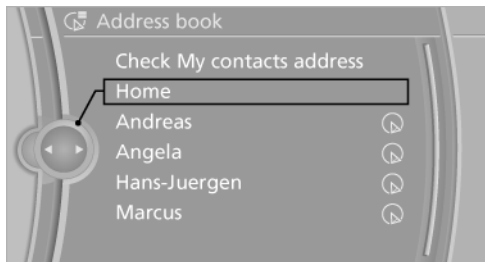 Address book
Check My contacts address
Home
Andreas
Angela
Hans-Juergen
Marcus